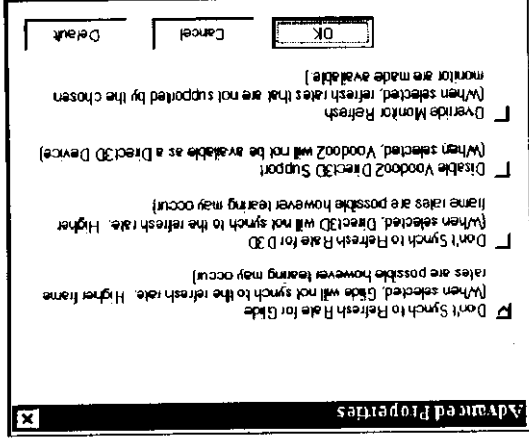 Advanced Properties
Don't Synch to Refresh Rate for Glide
(When selected, Glide will not synch to the refresh rate. Higher frame
rates are possible however tearing may occur)
Don't Synch to Refresh Rate for D3D
(When selected, Direct3D will not synch to the refresh rate. Higher
frame rates are possible however tearing may occur)
Disable Voodoo2 Direct3D Support
(When selected, Voodoo2 will not be available as a Direct3D Device)
Override Monitor Refresh
(When selected, refresh rates that are not supported by the chosen
monitor are made available.)
OK
Cancel
Default